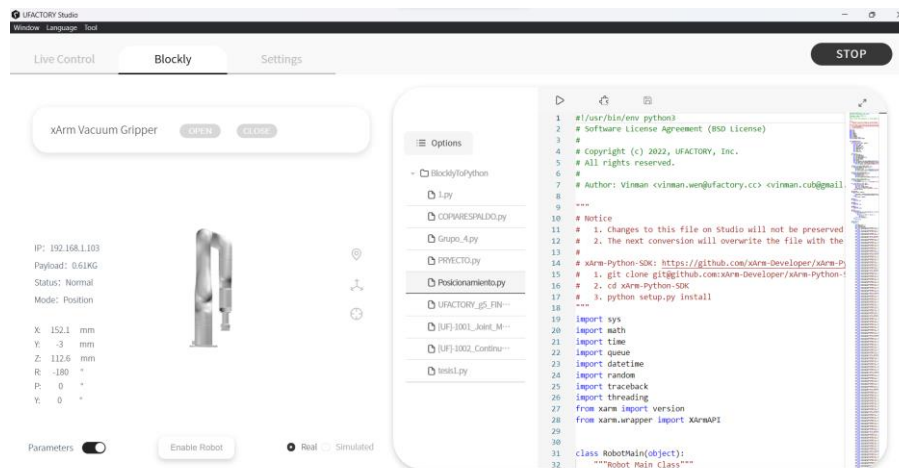 UFACTORY Studio
Window Language Tool
Live Control
Blockly
Settings
STOP
xArm Vacuum Gripper
OPEN
CLOSE
IP: 192.168.1.103
Payload: 0.61KG
Status: Normal
Mode: Position
X: 152.1 mm
Y: -3 mm
Z: 112.6 mm
R: -180 °
P: 0 °
Y: 0 °
Parameters
Enable Robot
Real
Simulated
Options
BlocklyToPython
1.py
COPIARESPALDO.py
Grupo_4.py
PRYECTO.py
Posicionamiento.py
UFACTORY_g5_FIN···
[UF]-1001_Joint_M···
[UF]-1002_Continu···
tesis1.py
1 #!/usr/bin/env python3
2 # Software License Agreement (BSD License)
3 #
4 # Copyright (c) 2022, UFACTORY, Inc.
5 # All rights reserved.
6 #
7 # Author: Vinman <vinman.wen@ufactory.cc> <vinman.cub@gmail.
8
9 """
10 # Notice
11 #   1. Changes to this file on Studio will not be preserved
12 #   2. The next conversion will overwrite the file with the
13 #
14 # xArm-Python-SDK: https://github.com/xArm-Developer/xArm-Py
15 #   1. git clone git@github.com:xArm-Developer/xArm-Python-S
16 #   2. cd xArm-Python-SDK
17 #   3. python setup.py install
18 """
19 import sys
20 import math
21 import time
22 import queue
23 import datetime
24 import random
25 import traceback
26 import threading
27 from xarm import version
28 from xarm.wrapper import XArmAPI
29
30
31 class RobotMain(object):
32     """Robot Main Class"""